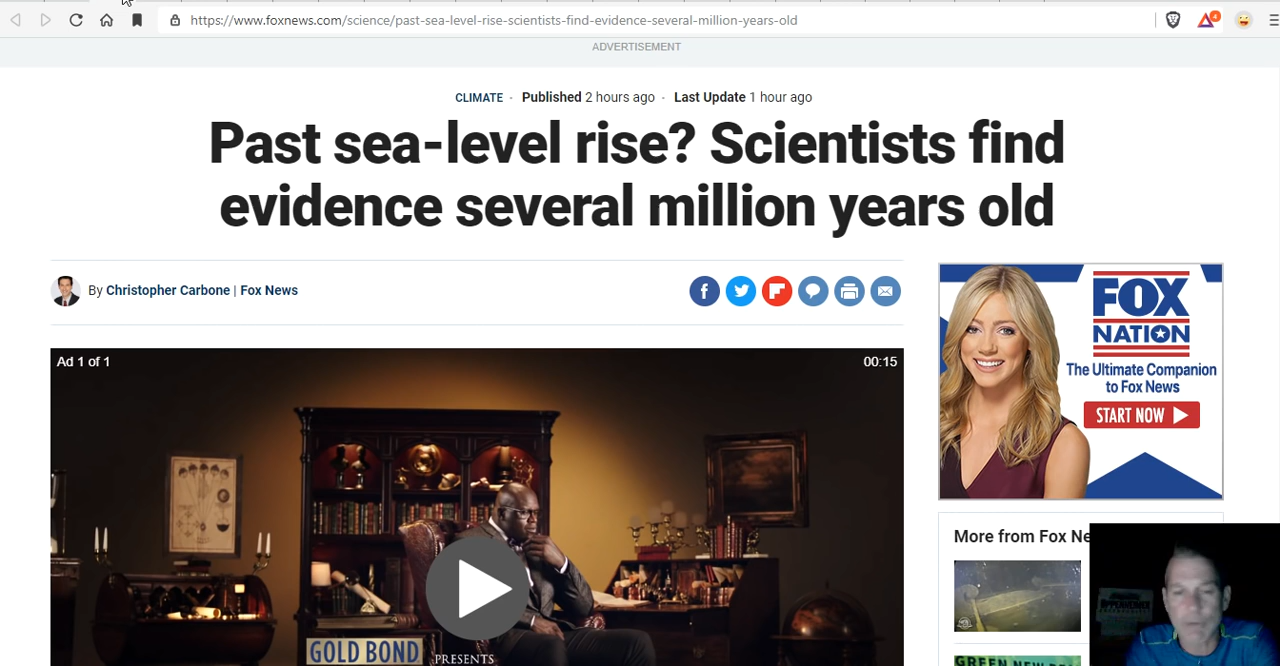 https://www.foxnews.com/science/past-sea-level-rise-scientists-find-evidence-several-million-years-old
4
ADVERTISEMENT
CLIMATE - Published 2 hours ago - Last Update 1 hour ago
Past sea-level rise? Scientists find
evidence several million years old
By Christopher Carbone | Fox News
Ad 1 of 1
00:15
GOLD BOND
PRESENTS
FOX
NATION
The Ultimate Companion
to Fox News
START NOW
More from Fox Ne
GREEN NEW